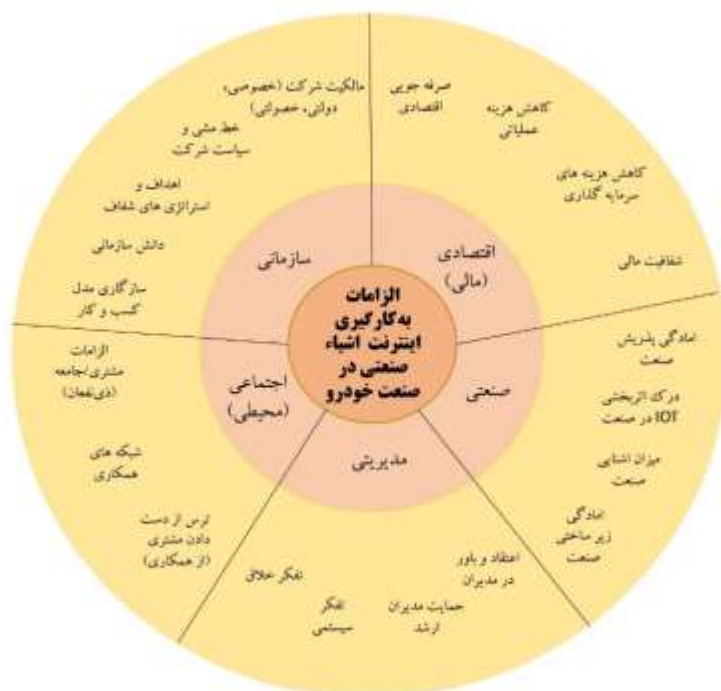 مالکیت شرکت (خصوصی،
دولتی، خصولتی)
خط مشی و
سیاست شرکت
اهداف و
استراتژی های شفاف
دانش سازمانی
سازگاری مدل
کسب و کار
صرفه جویی
اقتصادی
کاهش هزینه
عملیاتی
کاهش هزینه های
سرمایه گذاری
شفافیت مالی
سازمانی
اقتصادی
(مالی)
الزامات
به‌کارگیری
اینترنت اشیاء
صنعتی در
صنعت خودرو
اجتماعی
(محیطی)
صنعتی
مدیریتی
امادگی پذریش
صنعت
درک اثربخشی
IOT در صنعت
میزان اشنایی
صنعت
امادگی
زیر ساختی
صنعت
الزامات
مشتری/جامعه
(ذی‌نفعان)
شبکه های
همکاری
ترس از دست
دادن مشتری
(از همکاری)
تفکر خلاق
تفکر
سیستمی
حمایت مدیران
ارشد
اعتقاد و باور
در مدیران